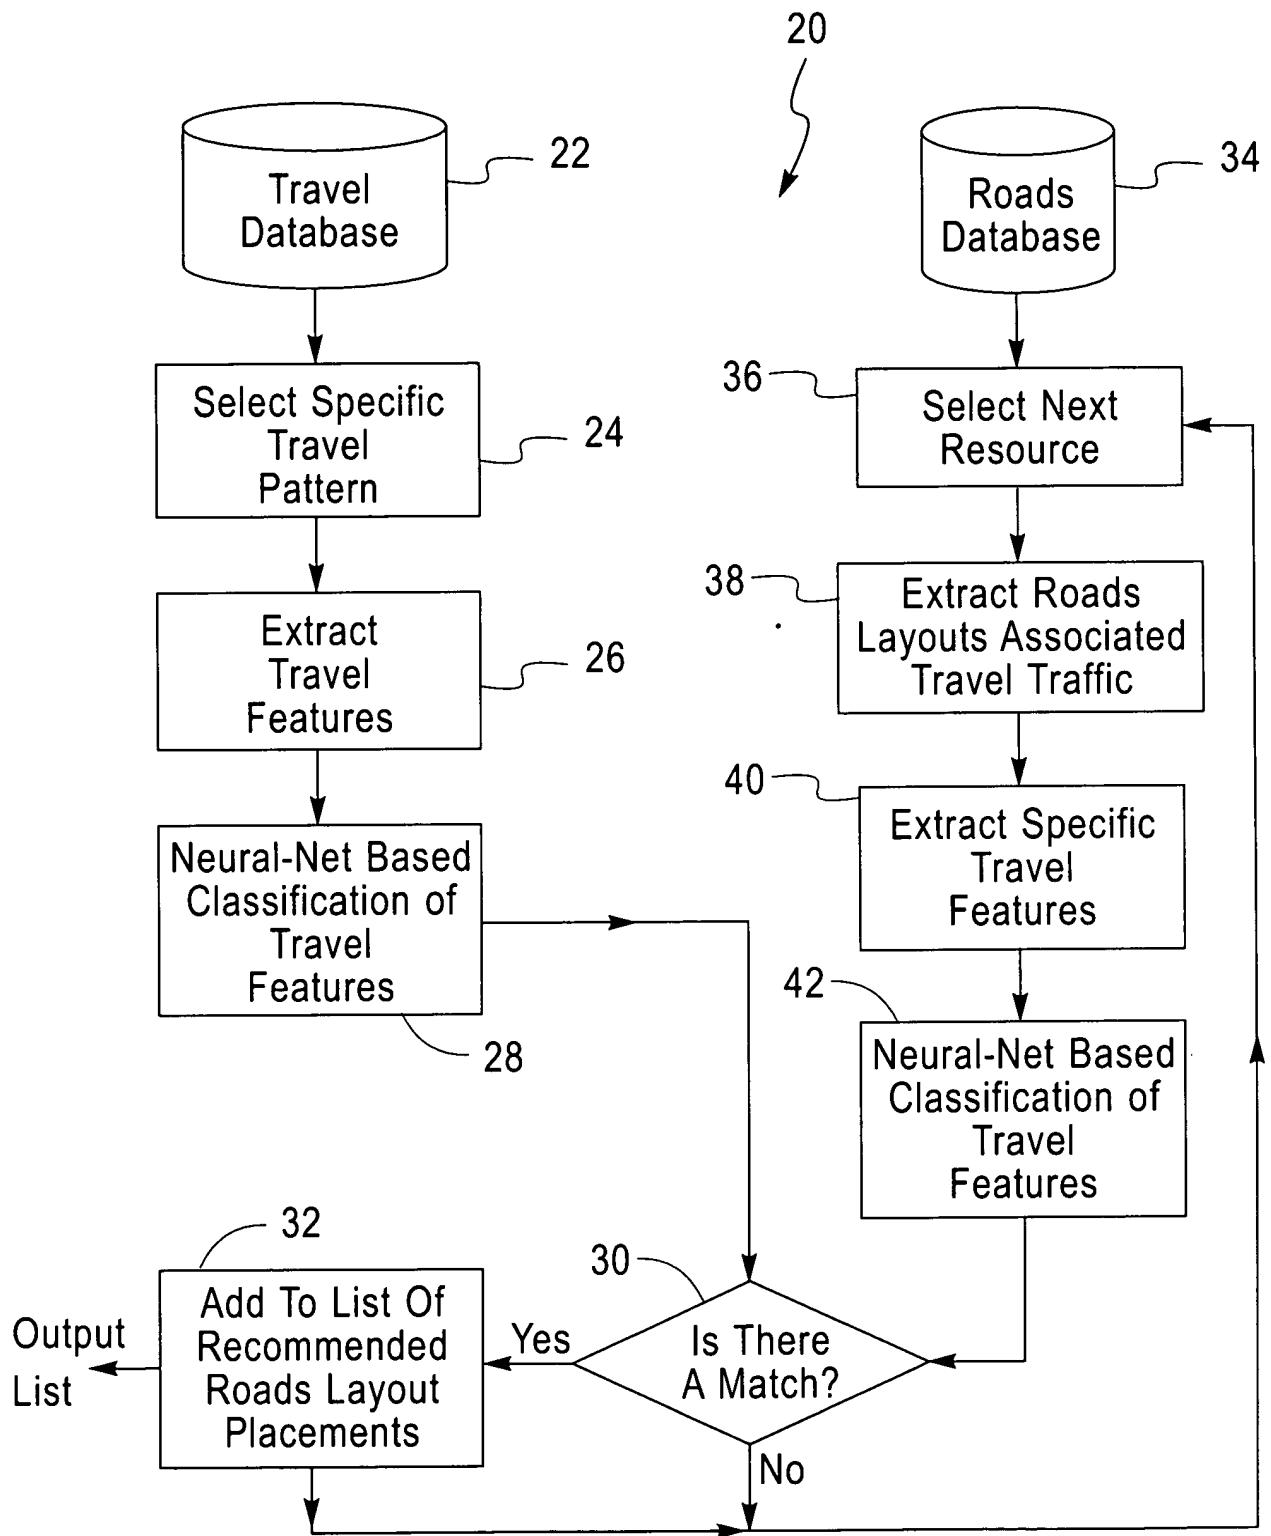 20
Travel
Database
22
Roads
Database
34
Select Specific
Travel
Pattern
24
36
Select Next
Resource
Extract
Travel
Features
26
38
Extract Roads
Layouts Associated
Travel Traffic
40
Extract Specific
Travel
Features
Neural-Net Based
Classification of
Travel
Features
28
42
Neural-Net Based
Classification of
Travel
Features
32
Add To List Of
Recommended
Roads Layout
Placements
Output
List
30
Is There
A Match?
Yes
No